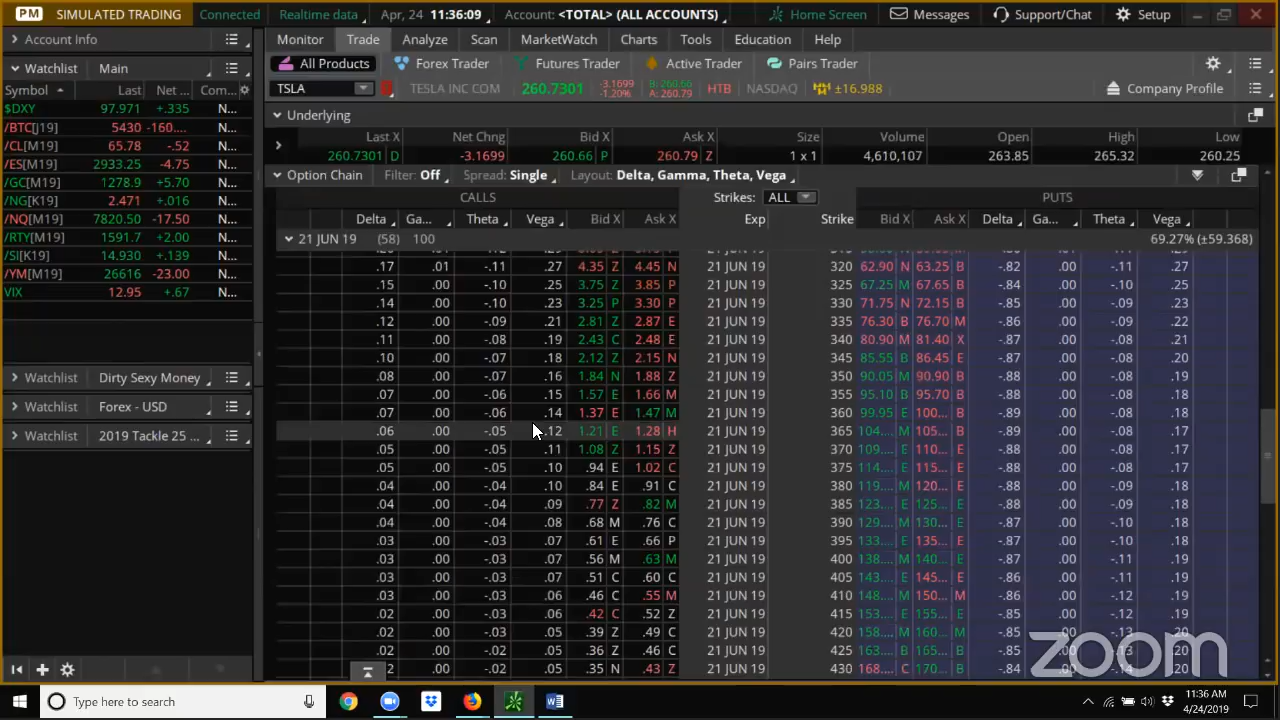 PM SIMULATED TRADING Connected Realtime data Apr, 24 11:36:09 Account: <TOTAL> (ALL ACCOUNTS) Home Screen Messages Support/Chat Setup
Account Info
Monitor Trade Analyze Scan MarketWatch Charts Tools Education Help
Watchlist Main
All Products Forex Trader Futures Trader Active Trader Pairs Trader
Symbol Last Net ... Com...
TSLA TESLA INC COM 260.7301 -3.1699 -1.20% B: 260.66 A: 260.79 HTB NASDAQ ±16.988 Company Profile
$DXY 97.971 +.335 N...
/BTC[J19] 5430 -160.... N...
/CL[M19] 65.78 -.52 N...
/ES[M19] 2933.25 -4.75 N...
/GC[M19] 1278.9 +5.70 N...
/NG[K19] 2.471 +.016 N...
/NQ[M19] 7820.50 -17.50 N...
/RTY[M19] 1591.7 +2.00 N...
/SI[K19] 14.930 +.139 N...
/YM[M19] 26616 -23.00 N...
VIX 12.95 +.67 N...
Watchlist Dirty Sexy Money
Watchlist Forex - USD
Watchlist 2019 Tackle 25 ...
Underlying
Last X Net Chng Bid X Ask X Size Volume Open High Low
260.7301 D -3.1699 260.66 P 260.79 Z 1 x 1 4,610,107 263.85 265.32 260.25
Option Chain Filter: Off Spread: Single Layout: Delta, Gamma, Theta, Vega
CALLS Strikes: ALL PUTS
Delta Ga... Theta Vega Bid X Ask X Exp Strike Bid X Ask X Delta Ga... Theta Vega
21 JUN 19 (58) 100 69.27% (±59.368)
.17 .01 -.11 .27 4.35 Z 4.45 N 21 JUN 19 320 62.90 N 63.25 B -.82 .00 -.11 .27
.15 .00 -.10 .25 3.75 Z 3.85 P 21 JUN 19 325 67.25 M 67.65 B -.84 .00 -.10 .25
.14 .00 -.10 .23 3.25 P 3.30 P 21 JUN 19 330 71.75 N 72.15 B -.85 .00 -.09 .23
.12 .00 -.09 .21 2.81 Z 2.87 E 21 JUN 19 335 76.30 B 76.70 M -.86 .00 -.09 .22
.11 .00 -.08 .19 2.43 C 2.48 E 21 JUN 19 340 80.90 M 81.40 X -.87 .00 -.08 .21
.10 .00 -.07 .18 2.12 Z 2.15 N 21 JUN 19 345 85.55 B 86.45 E -.88 .00 -.08 .20
.08 .00 -.07 .16 1.84 N 1.88 Z 21 JUN 19 350 90.05 M 90.90 B -.88 .00 -.08 .19
.07 .00 -.06 .15 1.57 E 1.66 M 21 JUN 19 355 95.10 B 95.70 B -.88 .00 -.08 .18
.07 .00 -.06 .14 1.37 E 1.47 M 21 JUN 19 360 99.95 E 100... B -.88 .00 -.08 .18
.06 .00 -.05 .12 1.21 E 1.28 H 21 JUN 19 365 104.... M 105... B -.88 .00 -.08 .17
.05 .00 -.05 .11 1.08 Z 1.15 Z 21 JUN 19 370 109.... E 110... E -.88 .00 -.08 .17
.05 .00 -.05 .10 .94 E 1.02 C 21 JUN 19 375 114.... E 115... E -.88 .00 -.08 .17
.04 .00 -.04 .10 .84 E .91 C 21 JUN 19 380 119.... M 120... E -.88 .00 -.09 .18
.04 .00 -.04 .09 .77 Z .82 M 21 JUN 19 385 123.... E 125... E -.88 .00 -.09 .18
.04 .00 -.04 .08 .68 M .76 C 21 JUN 19 390 129.... M 130... E -.87 .00 -.10 .18
.03 .00 -.03 .07 .61 E .66 P 21 JUN 19 395 133.... E 135... E -.87 .00 -.10 .18
.03 .00 -.03 .07 .56 M .63 M 21 JUN 19 400 138.... M 140... E -.87 .00 -.11 .19
.03 .00 -.03 .07 .51 C .60 C 21 JUN 19 405 143.... E 145... E -.86 .00 -.11 .19
.03 .00 -.03 .06 .46 C .55 M 21 JUN 19 410 148.... M 150... M -.86 .00 -.12 .19
.02 .00 -.03 .06 .42 C .52 Z 21 JUN 19 415 153.... E 155... E -.85 .00 -.12 .19
.02 .00 -.03 .05 .39 Z .49 C 21 JUN 19 420 158.... M 160... M -.85 .00 -.13 .20
.02 .00 -.02 .05 .36 Z .46 C 21 JUN 19 425 163.... B 165... B -.85 .00 .20
2 .00 -.02 .05 .35 N .43 Z 21 JUN 19 430 168.... C 170... B -.84 .00 -.14 .20
zoom
Type here to search
11:36 AM
4/24/2019